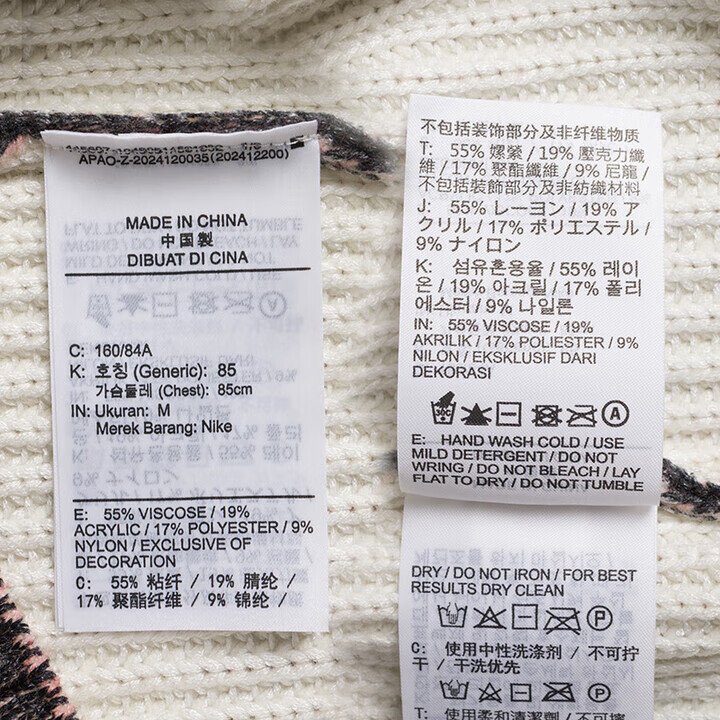 APAO-Z-2024120035(202412200)
MADE IN CHINA
中国製
DIBUAT DI CINA
C: 160/84A
K: 호칭 (Generic): 85
가슴둘레 (Chest): 85cm
IN: Ukuran: M
Merek Barang: Nike
E: 55% VISCOSE / 19%
ACRYLIC / 17% POLYESTER / 9%
NYLON / EXCLUSIVE OF
DECORATION
C: 55% 粘纤 / 19% 腈纶 /
17% 聚酯纤维 / 9% 锦纶 /
不包括装饰部分及非纤维物质
T: 55% 嫘縈 / 19% 壓克力纖
維 / 17% 聚酯纖維 / 9% 尼龍 /
不包括裝飾部分及非紡織材料
J: 55% レーヨン / 19% ア
クリル / 17% ポリエステル /
9% ナイロン
K: 섬유혼용율 / 55% 레이
온 / 19% 아크릴 / 17% 폴리
에스터 / 9% 나일론
IN: 55% VISCOSE / 19%
AKRILIK / 17% POLIESTER / 9%
NILON / EKSKLUSIF DARI
DEKORASI
30C A
E: HAND WASH COLD / USE
MILD DETERGENT / DO NOT
WRING / DO NOT BLEACH / LAY
FLAT TO DRY / DO NOT TUMBLE
DRY / DO NOT IRON / FOR BEST
RESULTS DRY CLEAN
P
C: 使用中性洗涤剂 / 不可拧
干 / 干洗优先
P
T: 使用柔和清潔劑 / 不可